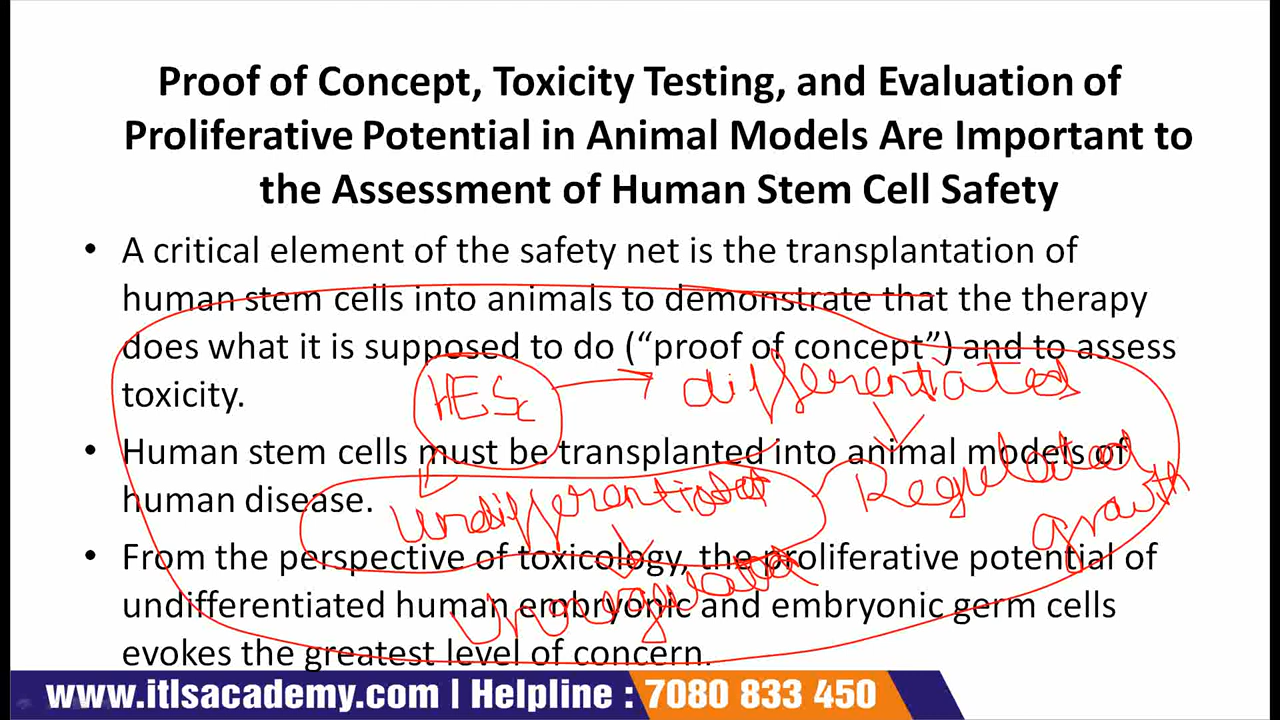 Proof of Concept, Toxicity Testing, and Evaluation of
Proliferative Potential in Animal Models Are Important to
the Assessment of Human Stem Cell Safety
• A critical element of the safety net is the transplantation of
human stem cells into animals to demonstrate that the therapy
does what it is supposed to do (“proof of concept”) and to assess
toxicity.
HESc → differentiated
• Human stem cells must be transplanted into animal models of
human disease.
undifferentiated
Regulated
growth
• From the perspective of toxicology, the proliferative potential of
undifferentiated human embryonic and embryonic germ cells
unregulated
evokes the greatest level of concern.
www.itlsacademy.com | Helpline : 7080 833 450